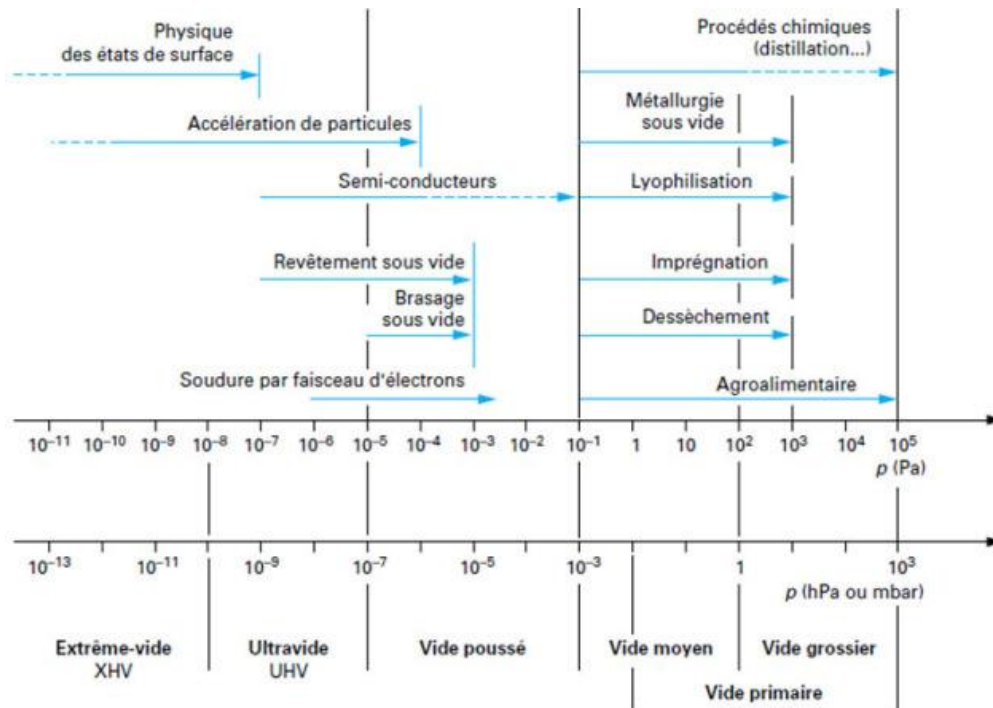 Physique
des états de surface
Procédés chimiques
(distillation...)
Accélération de particules
Métallurgie
sous vide
Semi-conducteurs
Lyophilisation
Revêtement sous vide
Imprégnation
Brasage
sous vide
Dessèchement
Soudure par faisceau d'électrons
Agroalimentaire
10⁻¹¹ 10⁻¹⁰ 10⁻⁹ 10⁻⁸ 10⁻⁷ 10⁻⁶ 10⁻⁵ 10⁻⁴ 10⁻³ 10⁻² 10⁻¹ 1 10 10² 10³ 10⁴ 10⁵
p (Pa)
10⁻¹³ 10⁻¹¹ 10⁻⁹ 10⁻⁷ 10⁻⁵ 10⁻³ 1 10³
p (hPa ou mbar)
Extrême-vide Ultravide Vide poussé Vide moyen Vide grossier
XHV UHV
Vide primaire